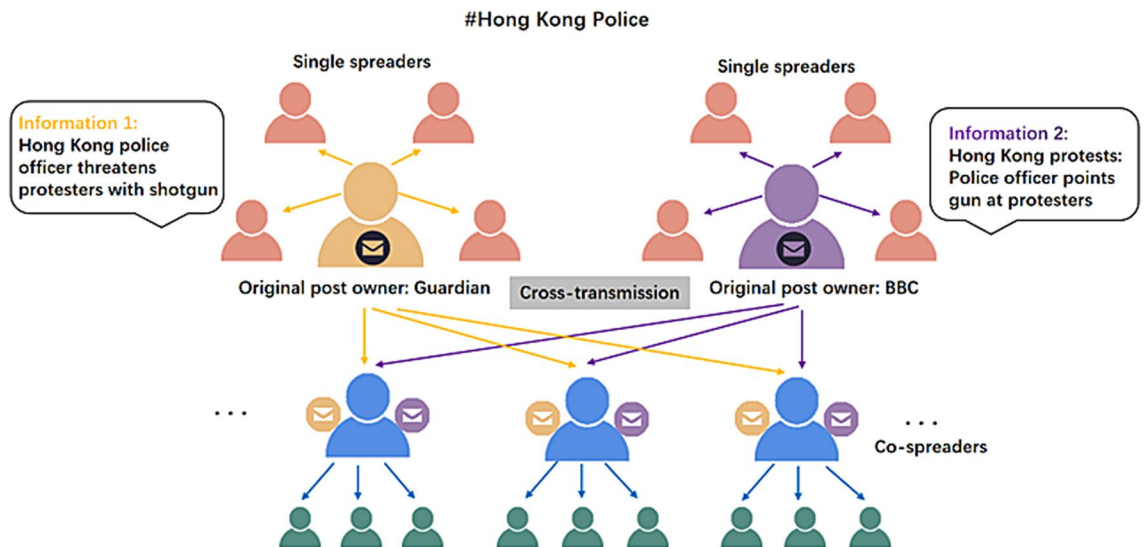 #Hong Kong Police
Single spreaders
Single spreaders
Information 1:
Hong Kong police
officer threatens
protesters with shotgun
Information 2:
Hong Kong protests:
Police officer points
gun at protesters
Original post owner: Guardian
Cross-transmission
Original post owner: BBC
...
...
Co-spreaders